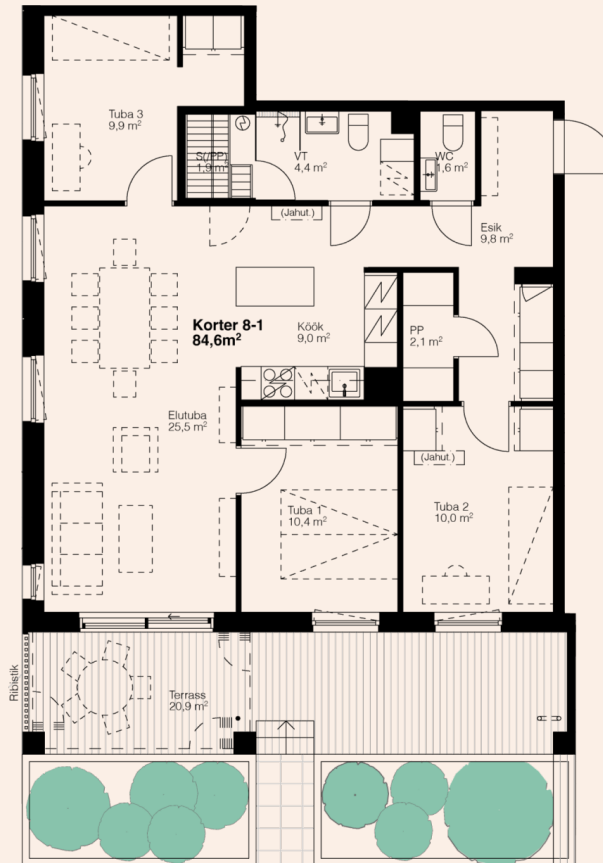 Tuba 3
9,9 m²
S(/PP)
1,9 m²
VT
4,4 m²
WC
1,6 m²
(Jahut.)
Esik
9,8 m²
Korter 8-1
84,6m²
Köök
9,0 m²
PP
2,1 m²
Elutuba
25,5 m²
(Jahut.)
Tuba 1
10,4 m²
Tuba 2
10,0 m²
Ribistik
Terrass
20,9 m²